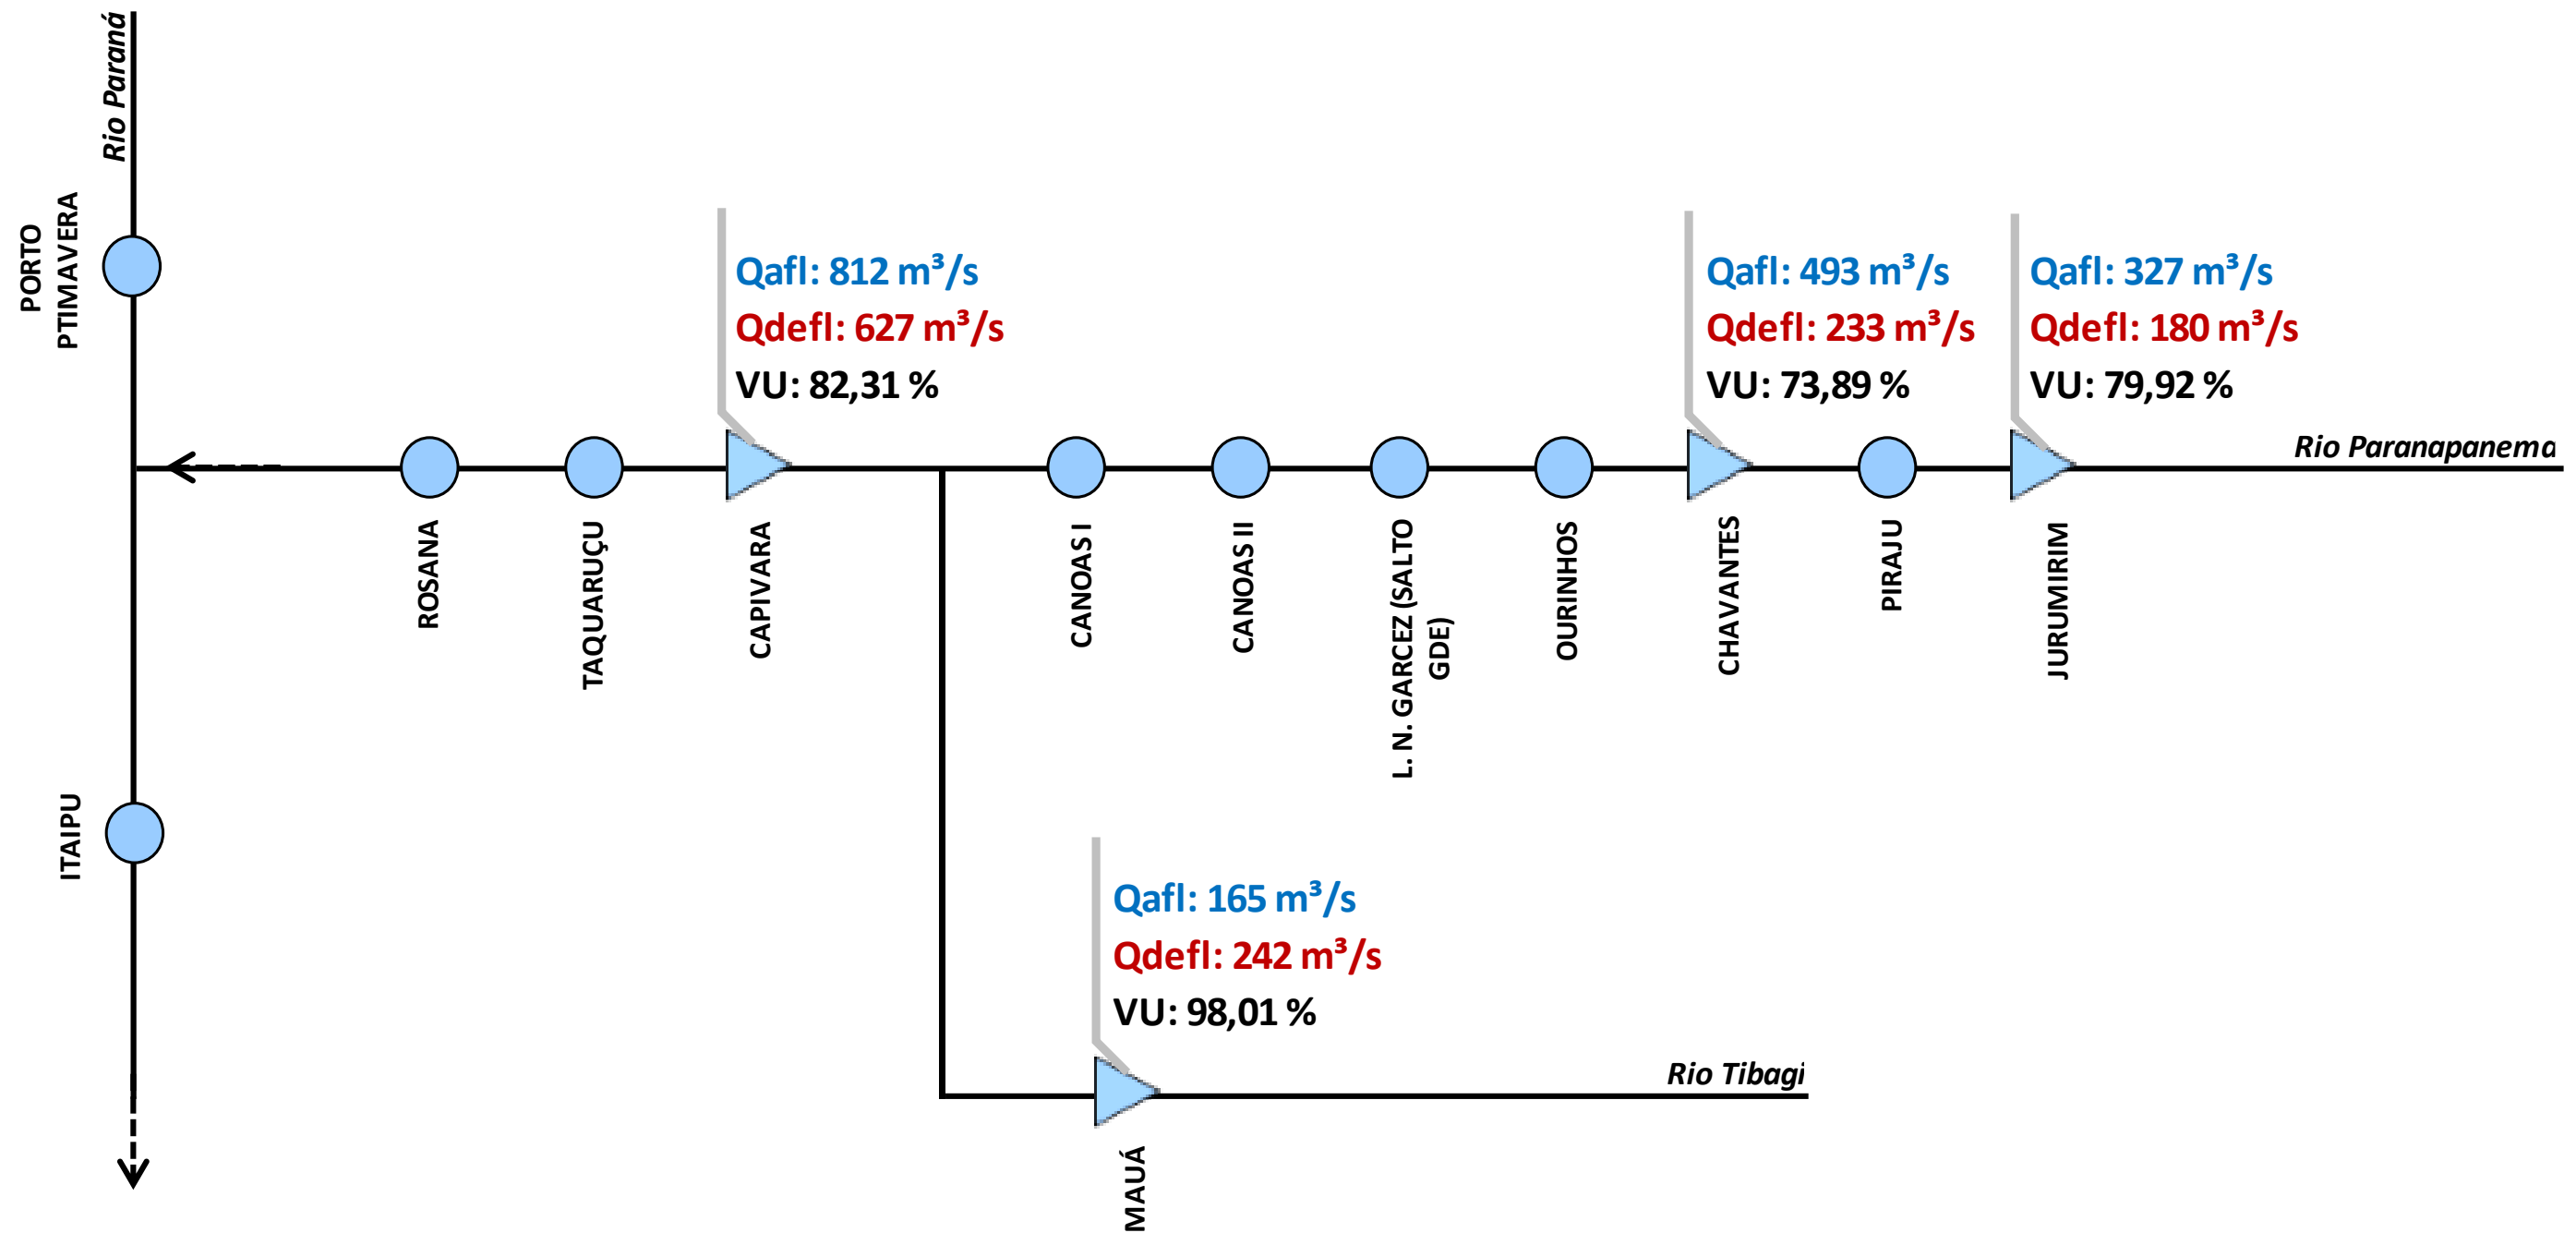 Rio Paraná
PORTO
PTIMAVERA
Qafl: 812 m³/s
Qdefl: 627 m³/s
VU: 82,31 %
Qafl: 493 m³/s
Qdefl: 233 m³/s
VU: 73,89 %
Qafl: 327 m³/s
Qdefl: 180 m³/s
VU: 79,92 %
Rio Paranapanema
ROSANA
TAQUARUÇU
CAPIVARA
CANOAS I
CANOAS II
L. N. GARCEZ (SALTO
GDE)
OURINHOS
CHAVANTES
PIRAJU
JURUMIRIM
ITAIPU
Qafl: 165 m³/s
Qdefl: 242 m³/s
VU: 98,01 %
Rio Tibagi
MAUÁ